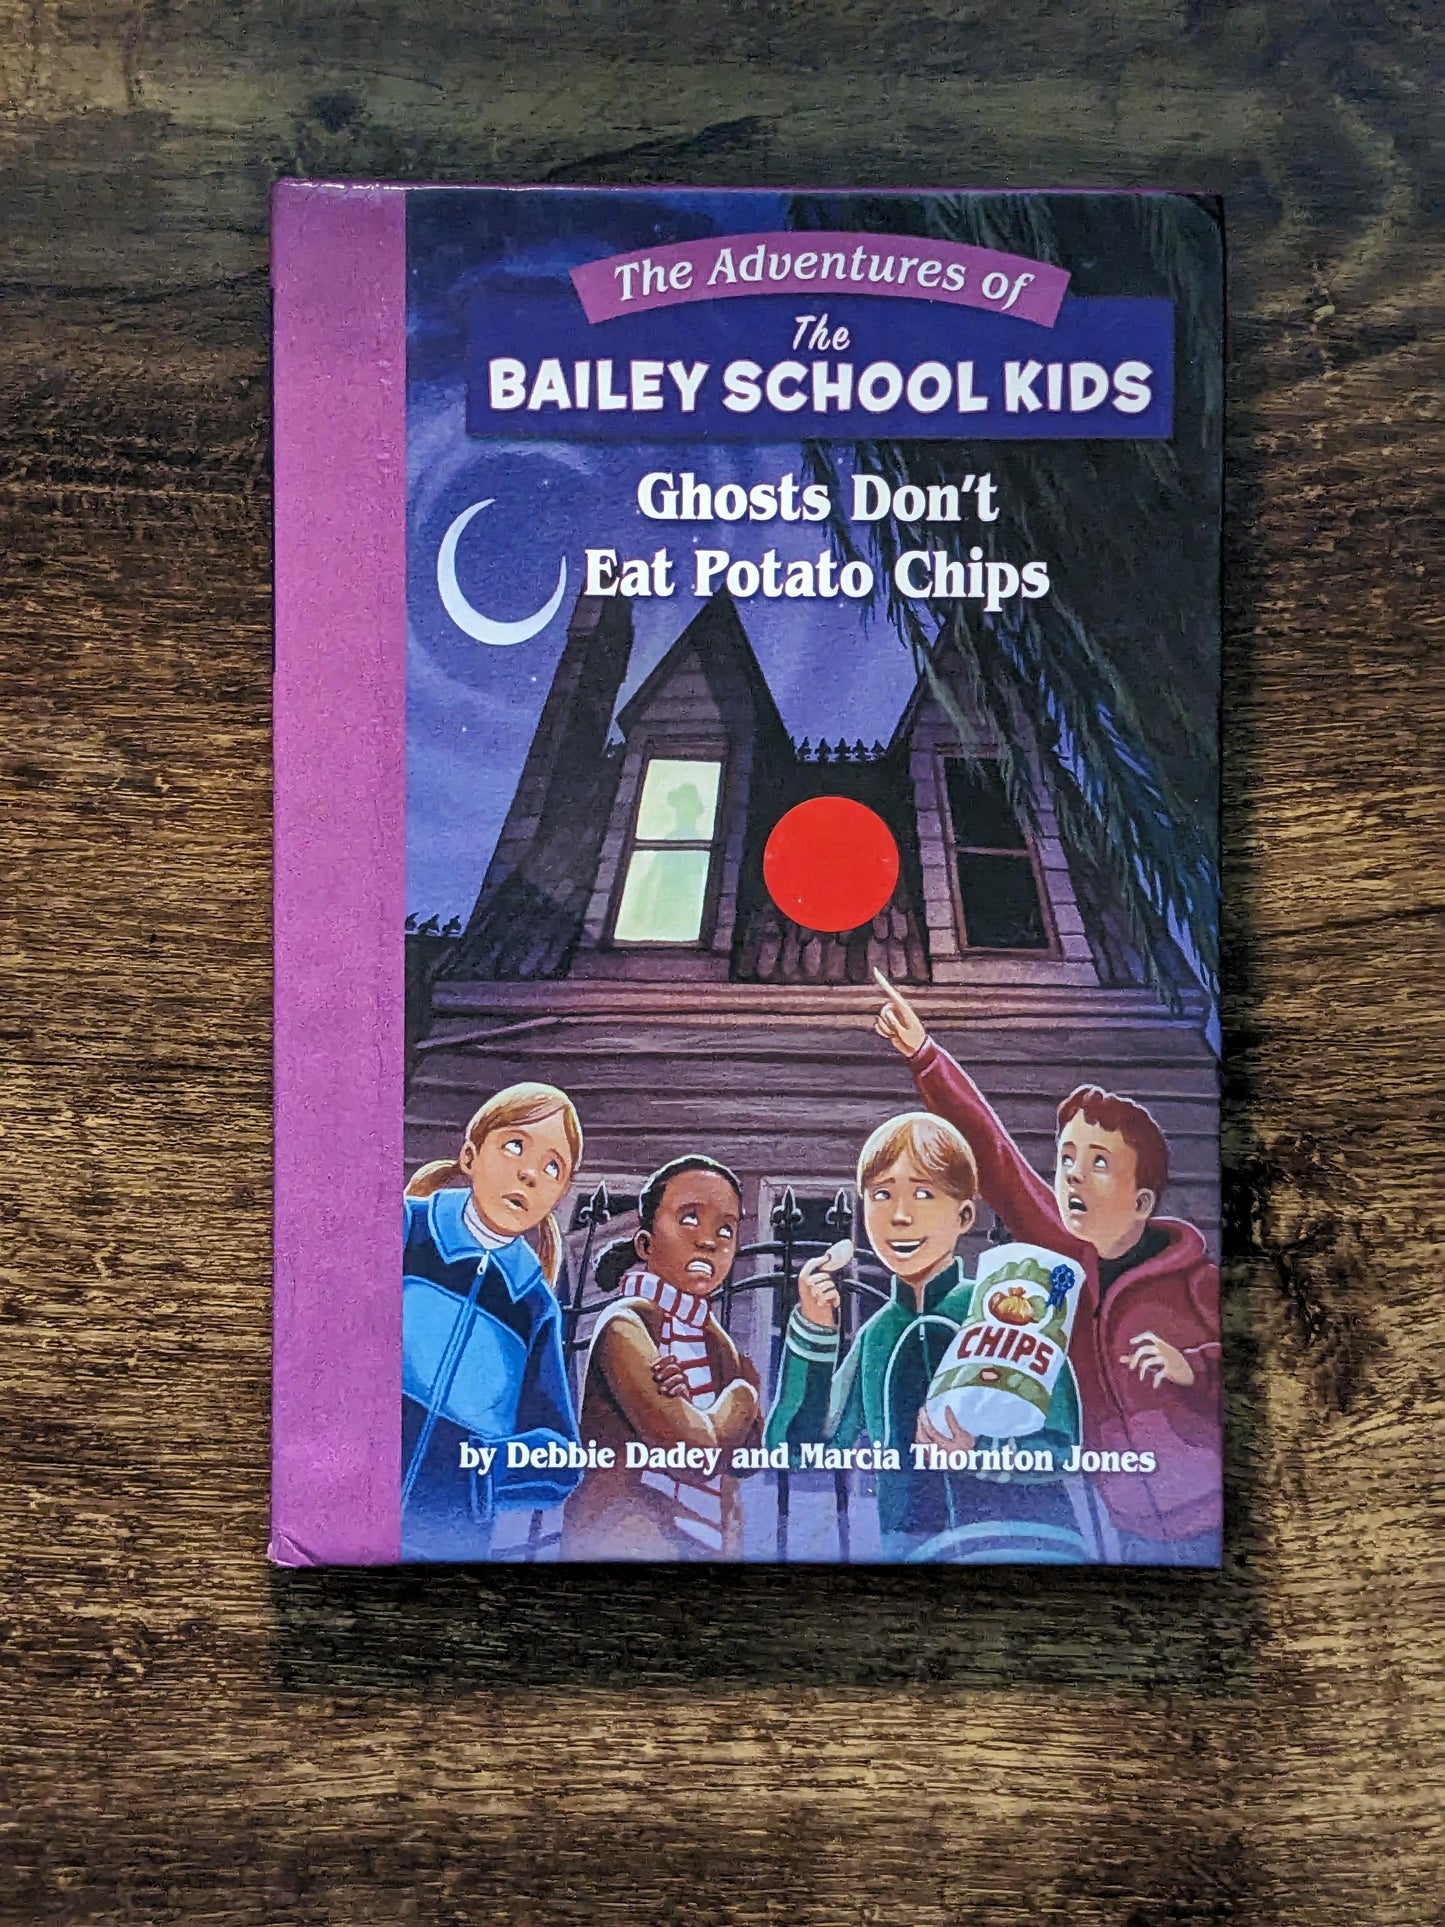 The Adventures of
The
BAILEY SCHOOL KIDS
Ghosts Don't
Eat Potato Chips
CHIPS
by Debbie Dadey and Marcia Thornton Jones